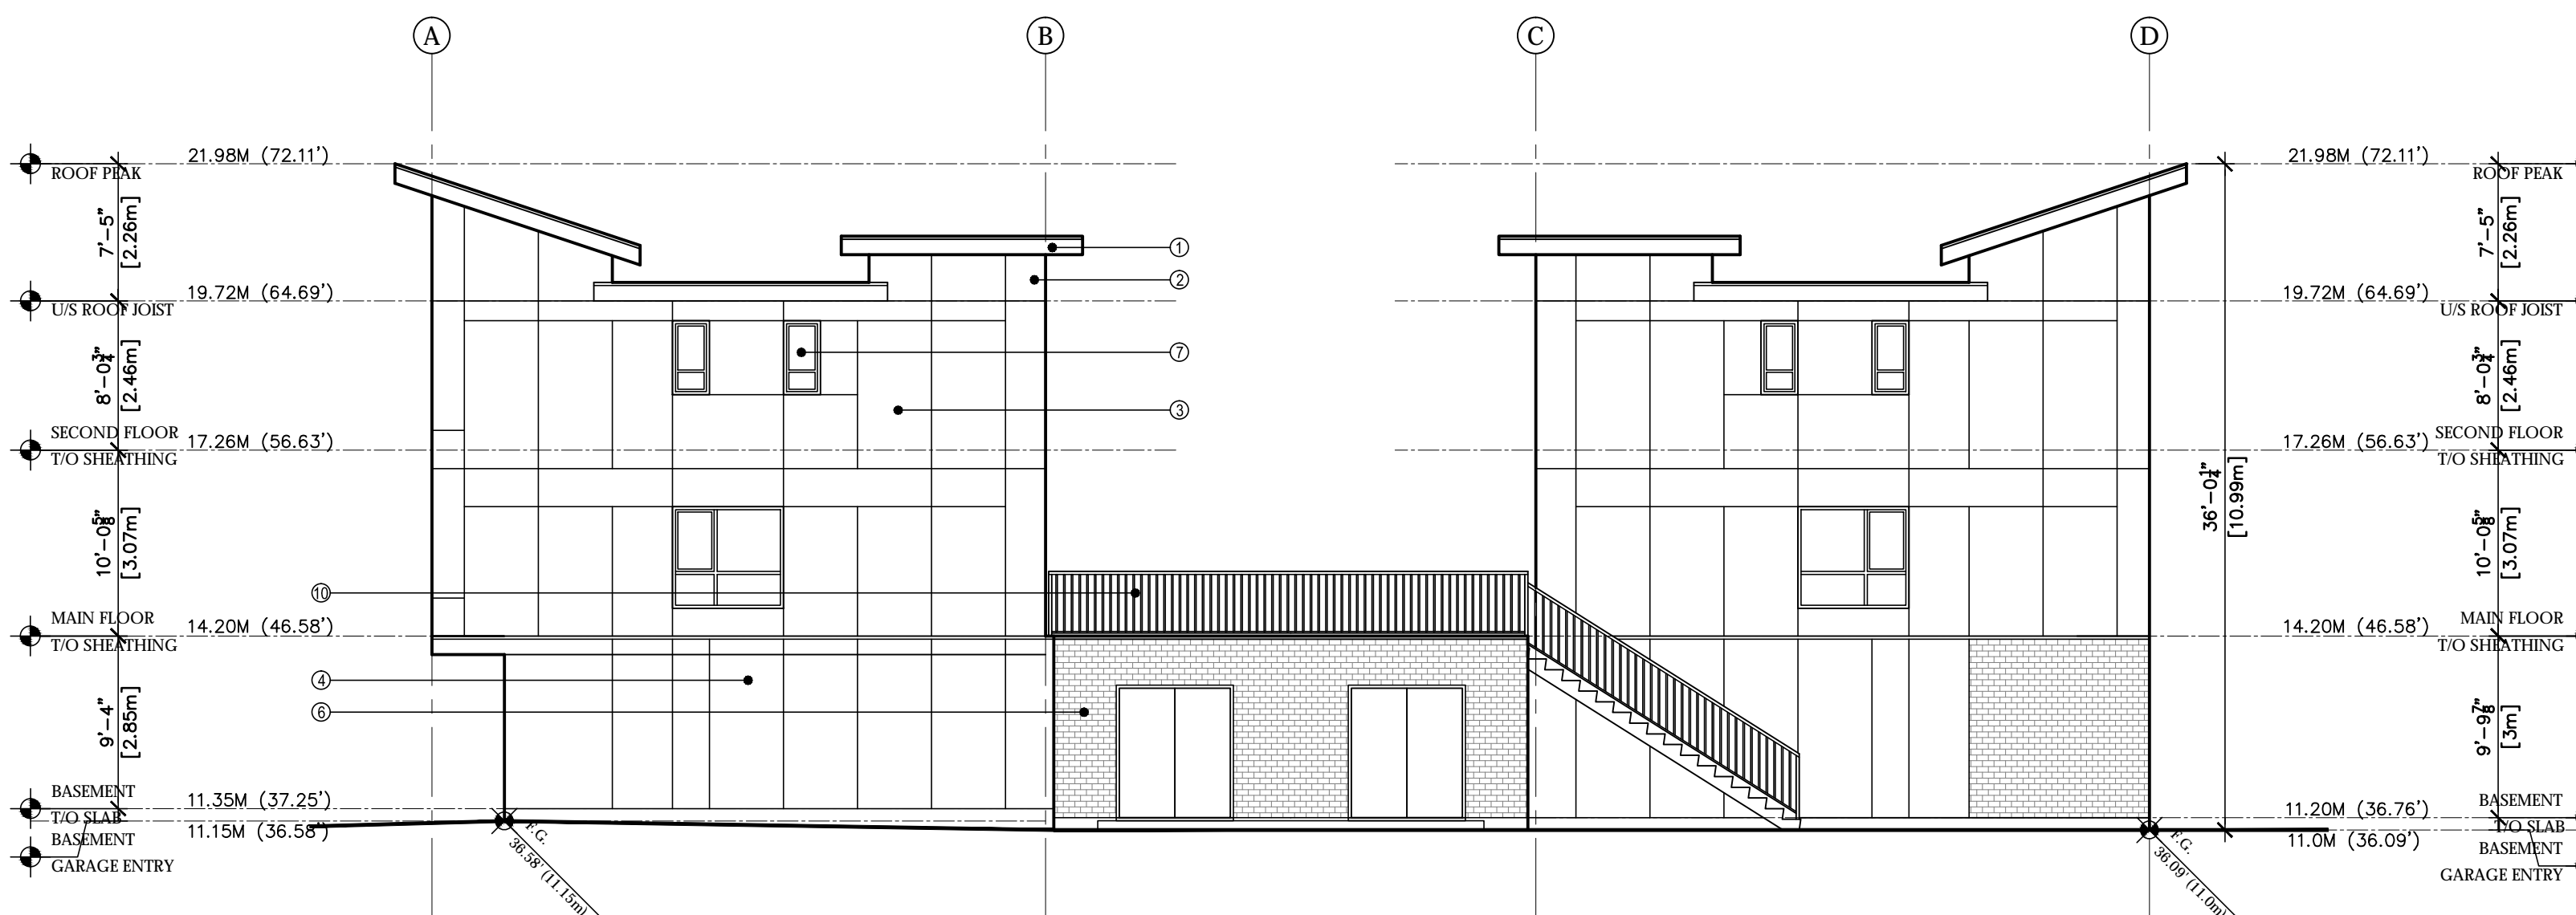 A
B
C
D
21.98M (72.11')
ROOF PEAK
7'-5"
[2.26m]
19.72M (64.69')
U/S ROOF JOIST
8'-0¾"
[2.46m]
SECOND FLOOR
17.26M (56.63')
T/O SHEATHING
10'-0⅝"
[3.07m]
MAIN FLOOR
14.20M (46.58')
T/O SHEATHING
9'-4"
[2.85m]
BASEMENT
11.35M (37.25')
T/O SLAB
11.15M (36.58')
BASEMENT
GARAGE ENTRY
F.G.
36.58' (11.15m)
1
2
7
3
10
4
6
21.98M (72.11')
ROOF PEAK
7'-5"
[2.26m]
19.72M (64.69')
U/S ROOF JOIST
8'-0¾"
[2.46m]
SECOND FLOOR
17.26M (56.63')
T/O SHEATHING
36'-0¼"
[10.99m]
10'-0⅝"
[3.07m]
MAIN FLOOR
14.20M (46.58')
T/O SHEATHING
9'-9⅞"
[3m]
BASEMENT
11.20M (36.76')
T/O SLAB
11.0M (36.09')
BASEMENT
GARAGE ENTRY
F.G.
36.09' (11.0m)